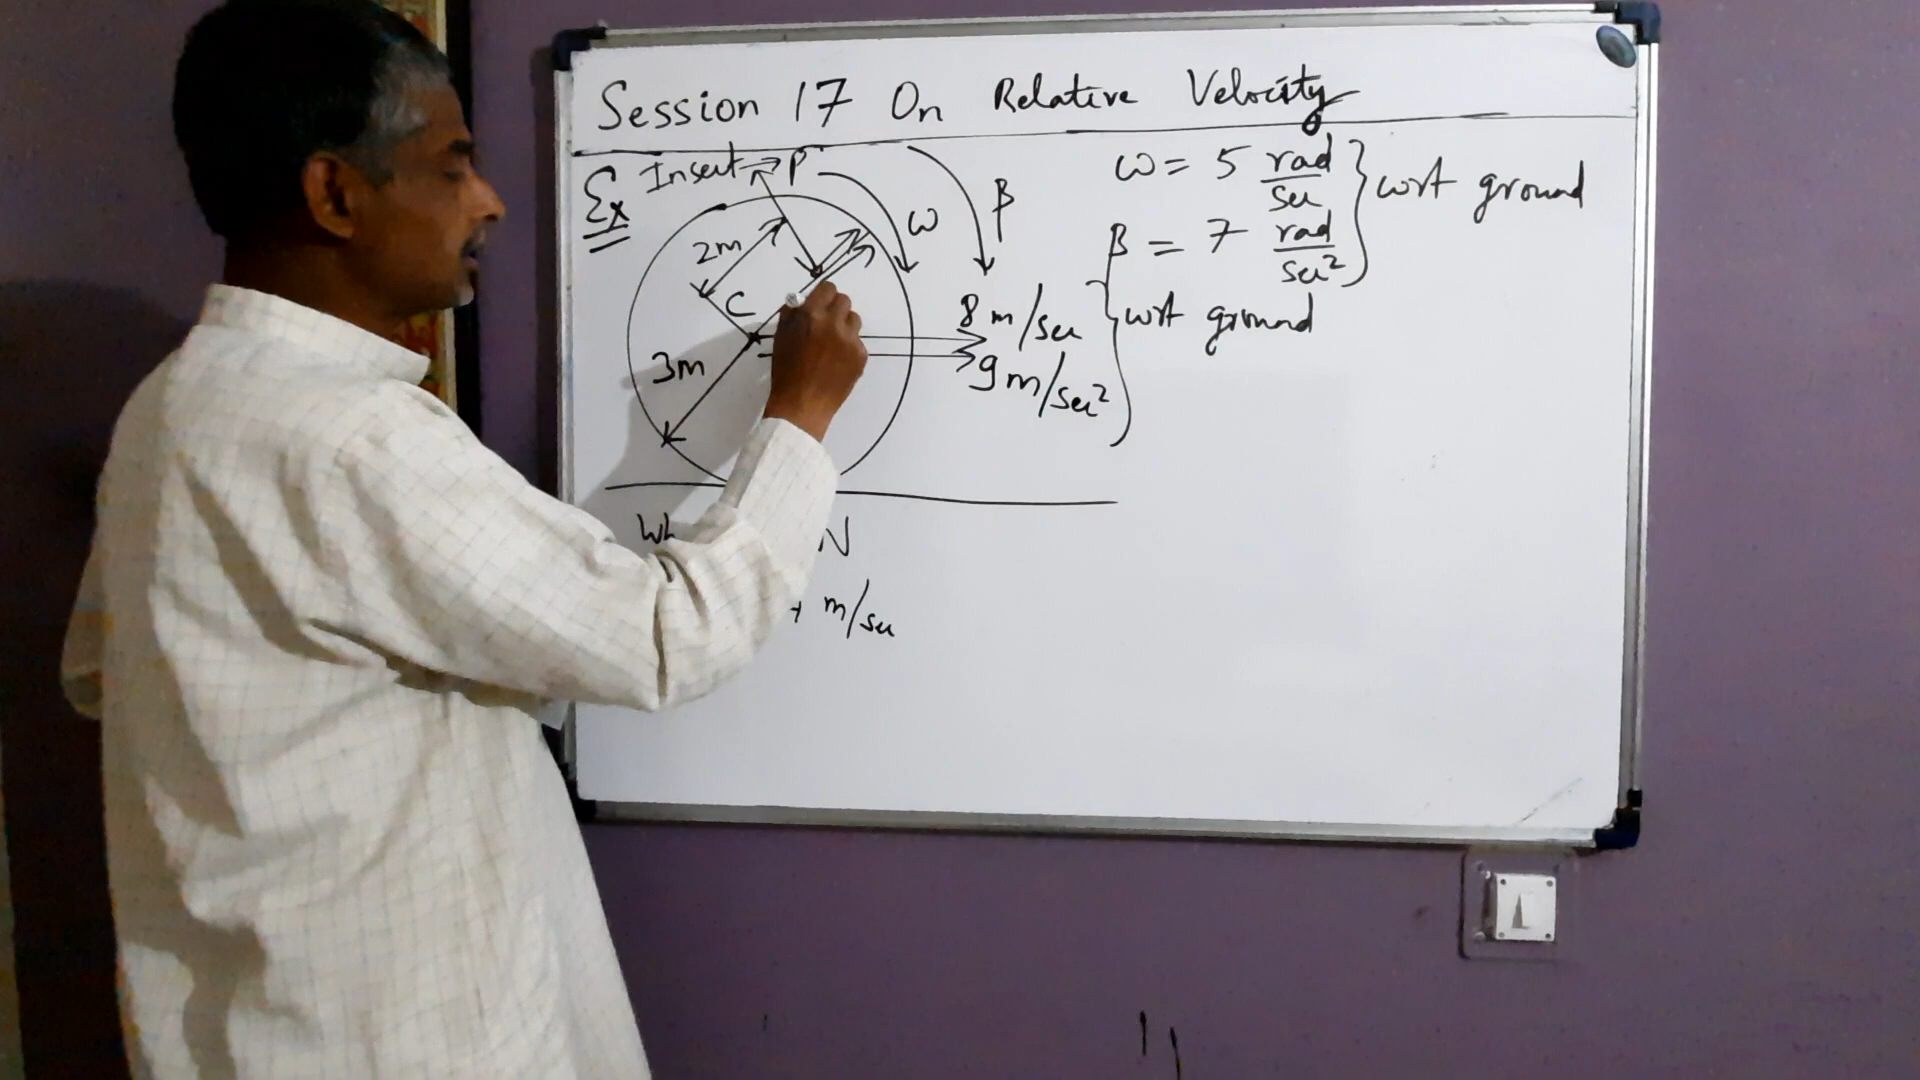 Session 17 On Relative Velocity
Ex Insect → P
ω = 5 rad/sec } wrt ground
β = 7 rad/sec² }
ω
β
2m
C
3m
8 m/sec } wrt ground
9 m/sec² }
N
m/sec